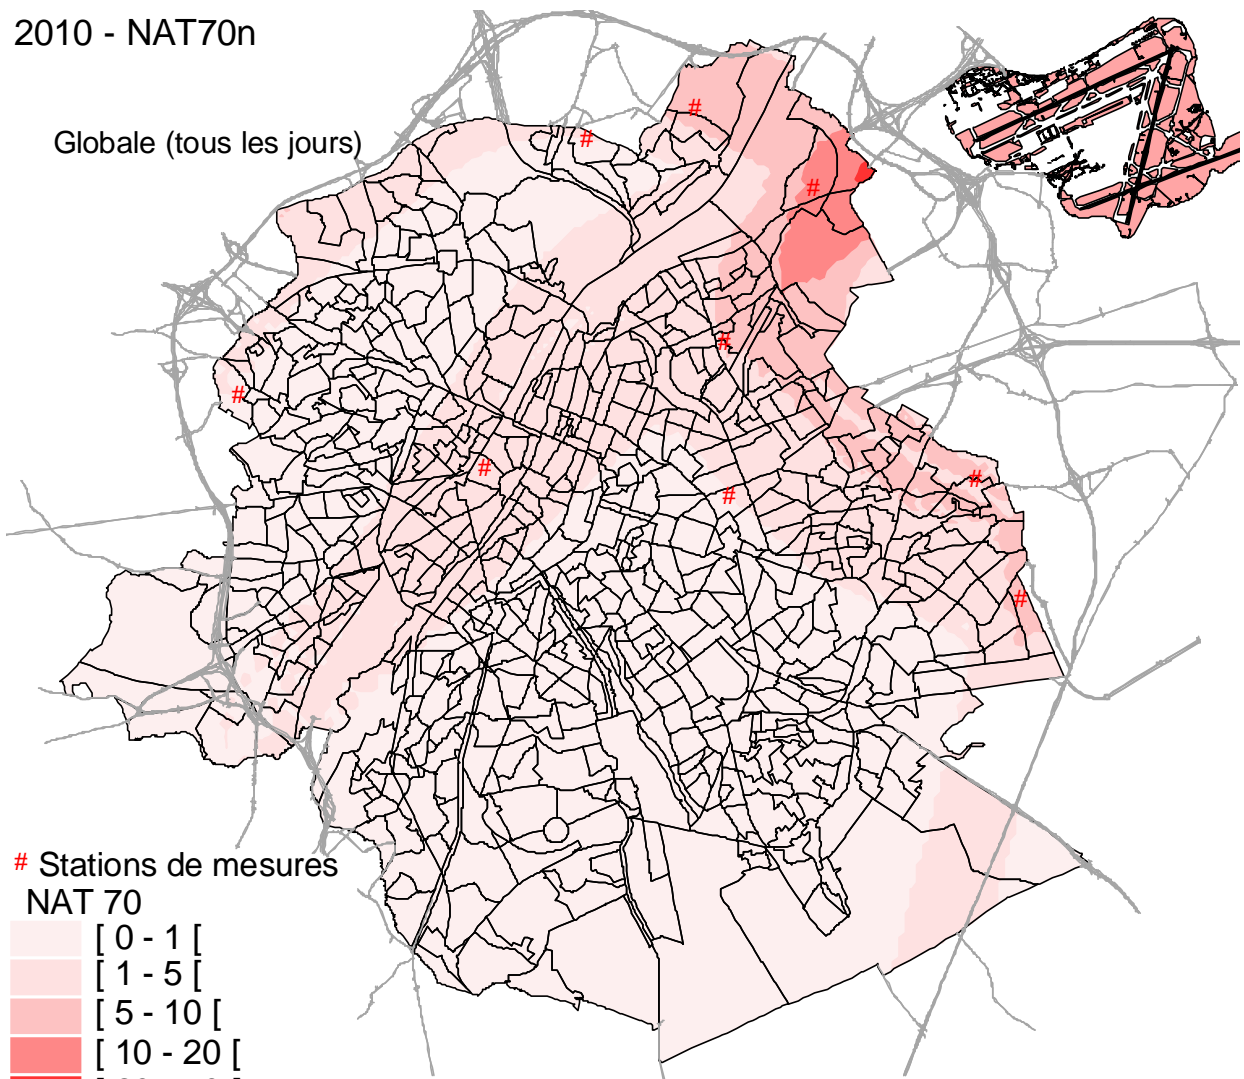 2010 - NAT70n
Globale (tous les jours)
# Stations de mesures
NAT 70
[ 0 - 1 [
[ 1 - 5 [
[ 5 - 10 [
[ 10 - 20 [